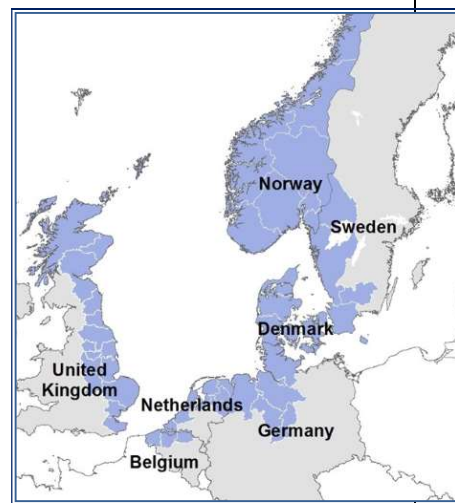 Norway
Sweden
Denmark
United
Kingdom
Netherlands
Germany
Belgium